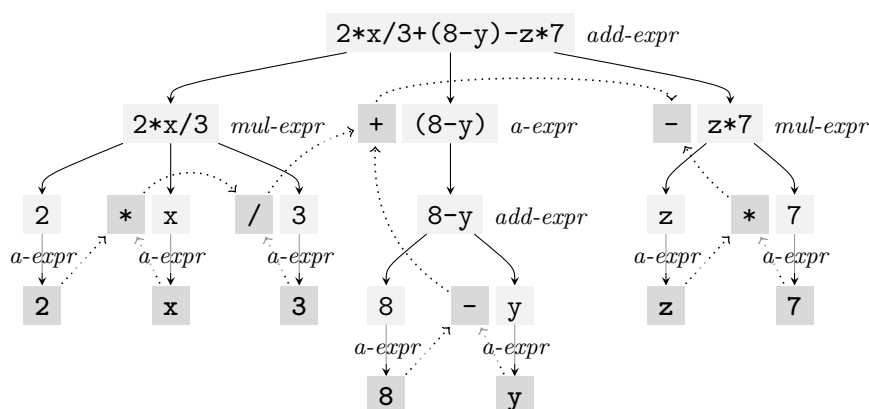 2*x/3+(8-y)-z*7 add-expr
2*x/3 mul-expr + (8-y) a-expr - z*7 mul-expr
2 * x / 3 8-y add-expr z * 7
a-expr a-expr a-expr a-expr a-expr
2 x 3 8 - y z 7
a-expr a-expr
8 y